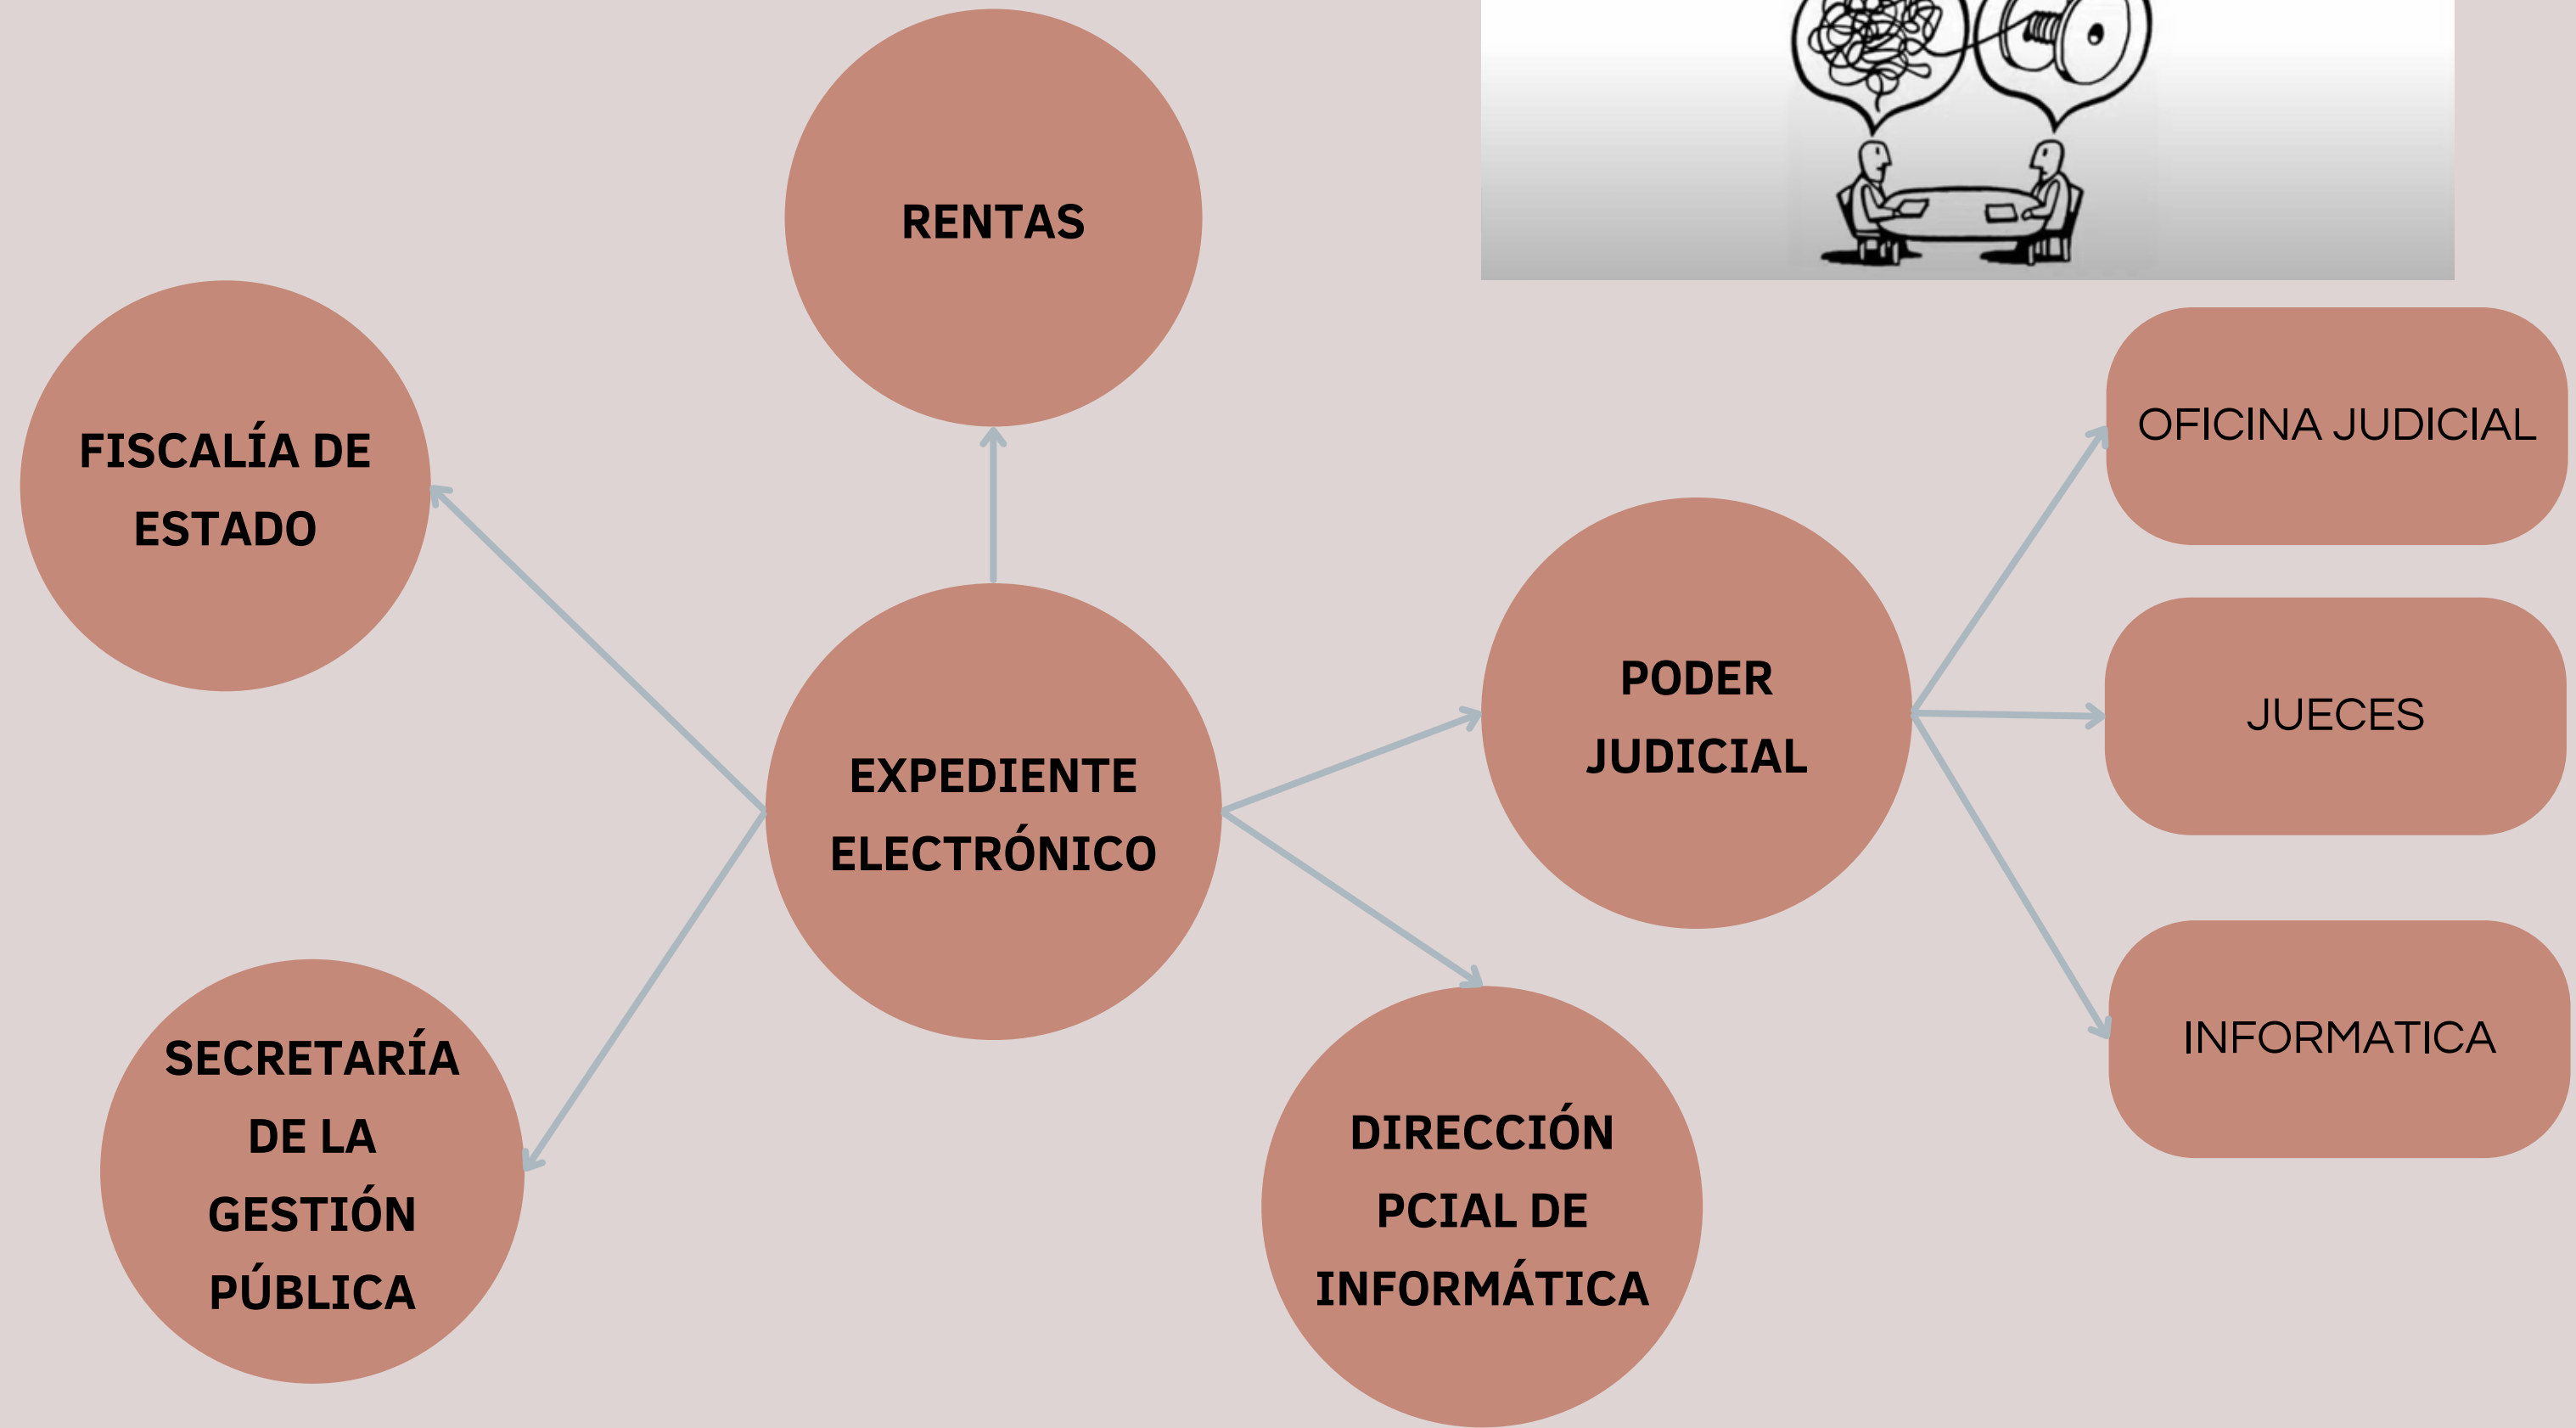 RENTAS
FISCALÍA DE
ESTADO
EXPEDIENTE
ELECTRÓNICO
SECRETARÍA
DE LA
GESTIÓN
PÚBLICA
PODER
JUDICIAL
DIRECCIÓN
PCIAL DE
INFORMÁTICA
OFICINA JUDICIAL
JUECES
INFORMATICA